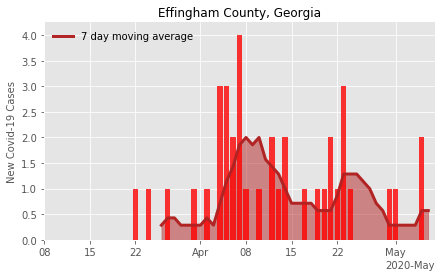 Effingham County, Georgia
7 day moving average
New Covid-19 Cases
4.0
3.5
3.0
2.5
2.0
1.5
1.0
0.5
0.0
08 15 22 Apr 08 15 22 May
2020-May